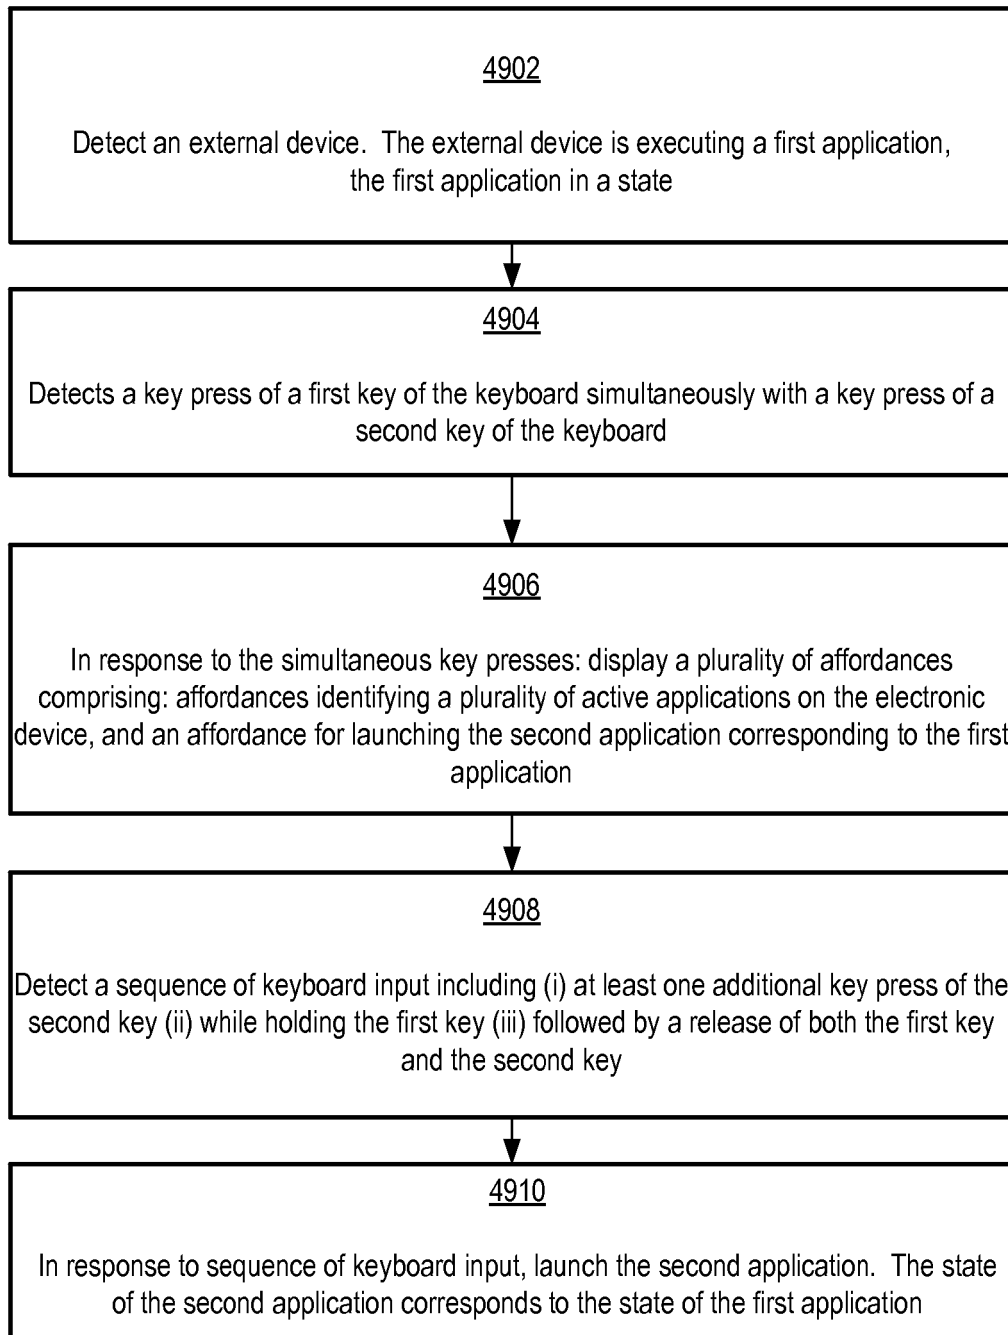 4902
Detect an external device. The external device is executing a first application,
the first application in a state
4904
Detects a key press of a first key of the keyboard simultaneously with a key press of a
second key of the keyboard
4906
In response to the simultaneous key presses: display a plurality of affordances
comprising: affordances identifying a plurality of active applications on the electronic
device, and an affordance for launching the second application corresponding to the first
application
4908
Detect a sequence of keyboard input including (i) at least one additional key press of the
second key (ii) while holding the first key (iii) followed by a release of both the first key
and the second key
4910
In response to sequence of keyboard input, launch the second application. The state
of the second application corresponds to the state of the first application